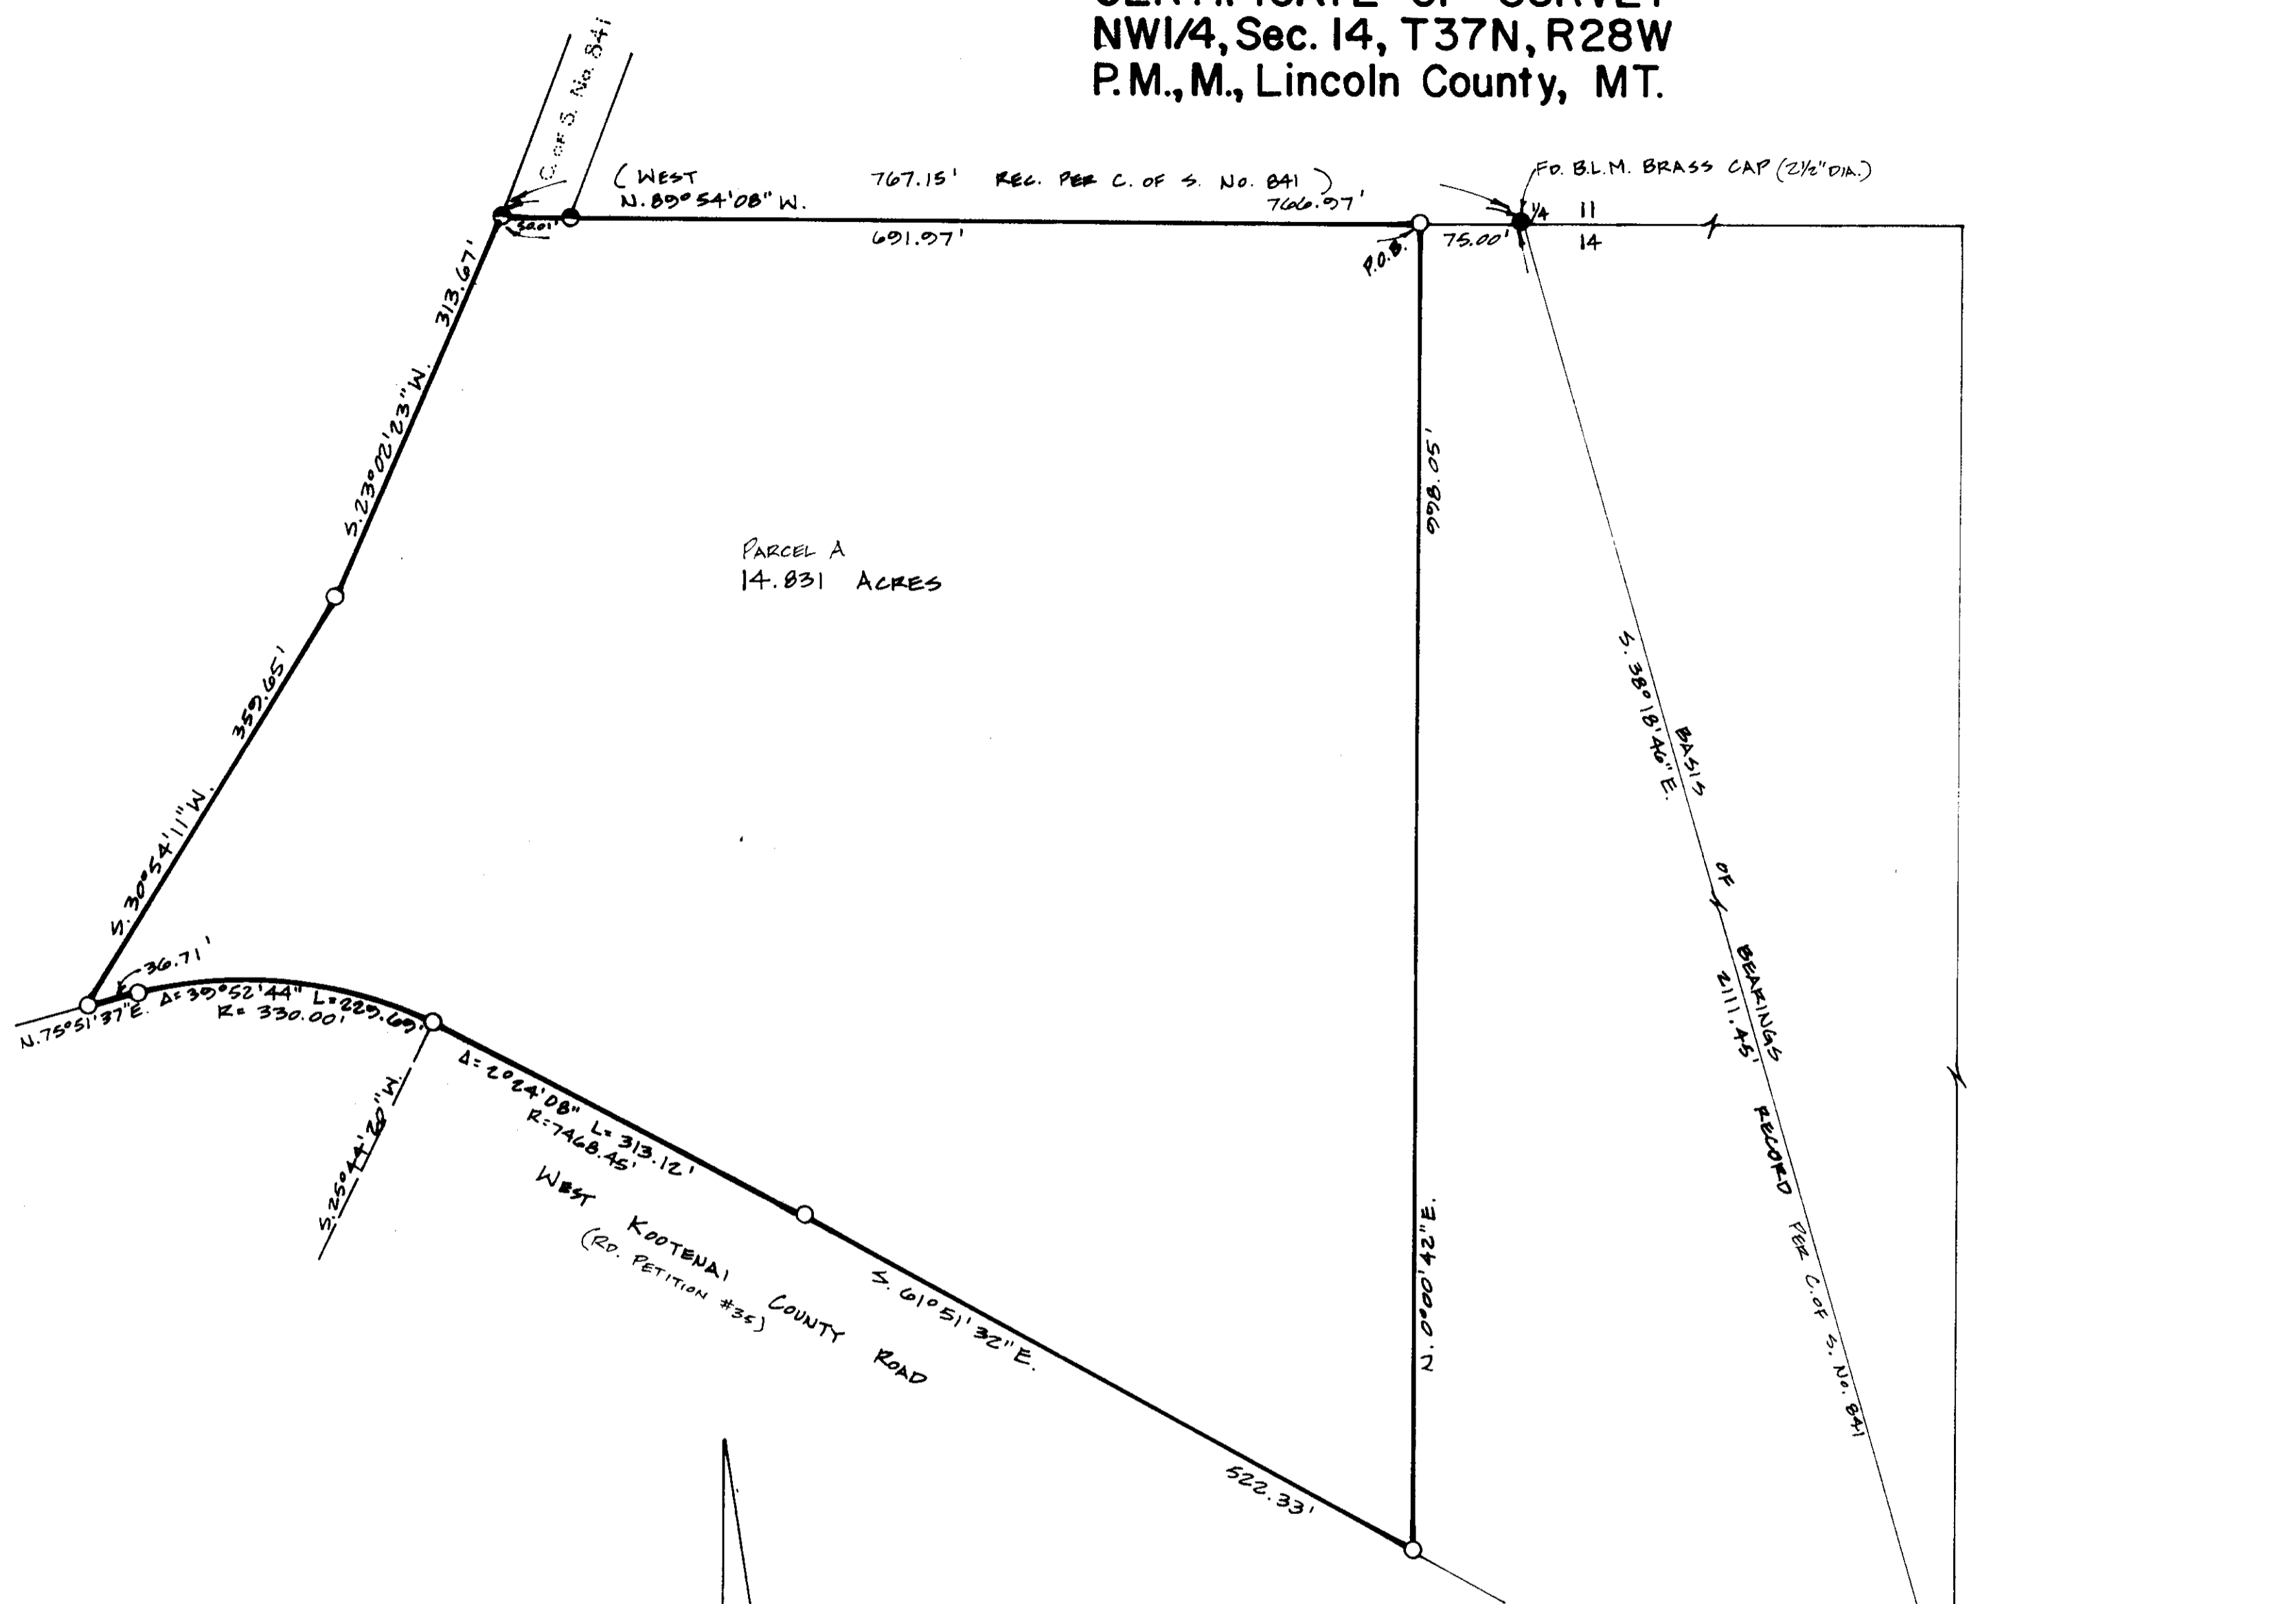 NW1/4, Sec. 14, T37N, R28W
P.M., M., Lincoln County, MT.
C. OF S. No. 841
(WEST 767.15' REC. PER C. OF S. No. 841)
N. 89°54'08" W. 766.97'
FD. B.L.M. BRASS CAP (2½" DIA.)
1/4
11
14
50.01'
691.97'
P.O.B.
75.00'
313.67'
S. 23°02'23" W.
998.05'
N. 0°00'42" E.
PARCEL A
14.831 ACRES
359.65'
S. 30°54'11" W.
36.71'
N. 75°51'37" E.
Δ= 39°52'44" L= 229.69'
R= 330.00'
S. 25°44'20" W.
Δ= 2°24'08" L= 313.12'
R= 7468.45'
WEST KOOTENAI COUNTY ROAD
(RD. PETITION #35)
S. 61°51'32" E.
522.33'
BASIS OF BEARINGS RECORD PER C. OF S. No. 841
S. 38°18'46" E.
2111.45'